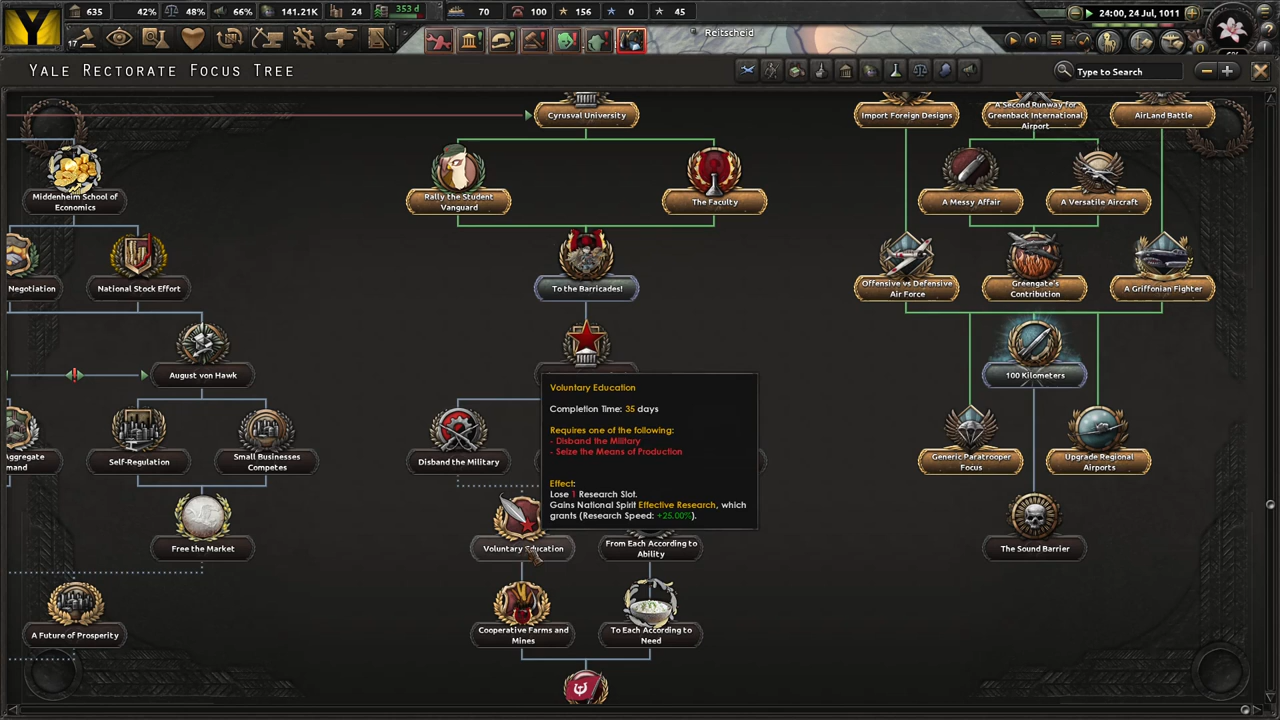 635
42%
48%
66%
141.21K
24
353 d
70
100
156
0
45
24:00, 24 Jul, 1011
17
Reitscheid
Yale Rectorate Focus Tree
Type to Search
Cyrusval University
Import Foreign Designs
A Second Runway for
Greenback International
Airport
AirLand Battle
Middenheim School of
Economics
Rally the Student
Vanguard
The Faculty
A Messy Affair
A Versatile Aircraft
Negotiation
National Stock Effort
To the Barricades!
Offensive vs Defensive
Air Force
Greengate's
Contribution
A Griffonian Fighter
August von Hawk
100 Kilometers
Voluntary Education
Completion Time: 35 days
Requires one of the following:
- Disband the Military
- Seize the Means of Production
Effect:
Lose 1 Research Slot.
Gains National Spirit Effective Research, which
grants (Research Speed: +25.00%).
Aggregate
mand
Self-Regulation
Small Businesses
Competes
Disband the Military
Generic Paratrooper
Focus
Upgrade Regional
Airports
Free the Market
Voluntary Education
From Each According to
Ability
The Sound Barrier
A Future of Prosperity
Cooperative Farms and
Mines
To Each According to
Need